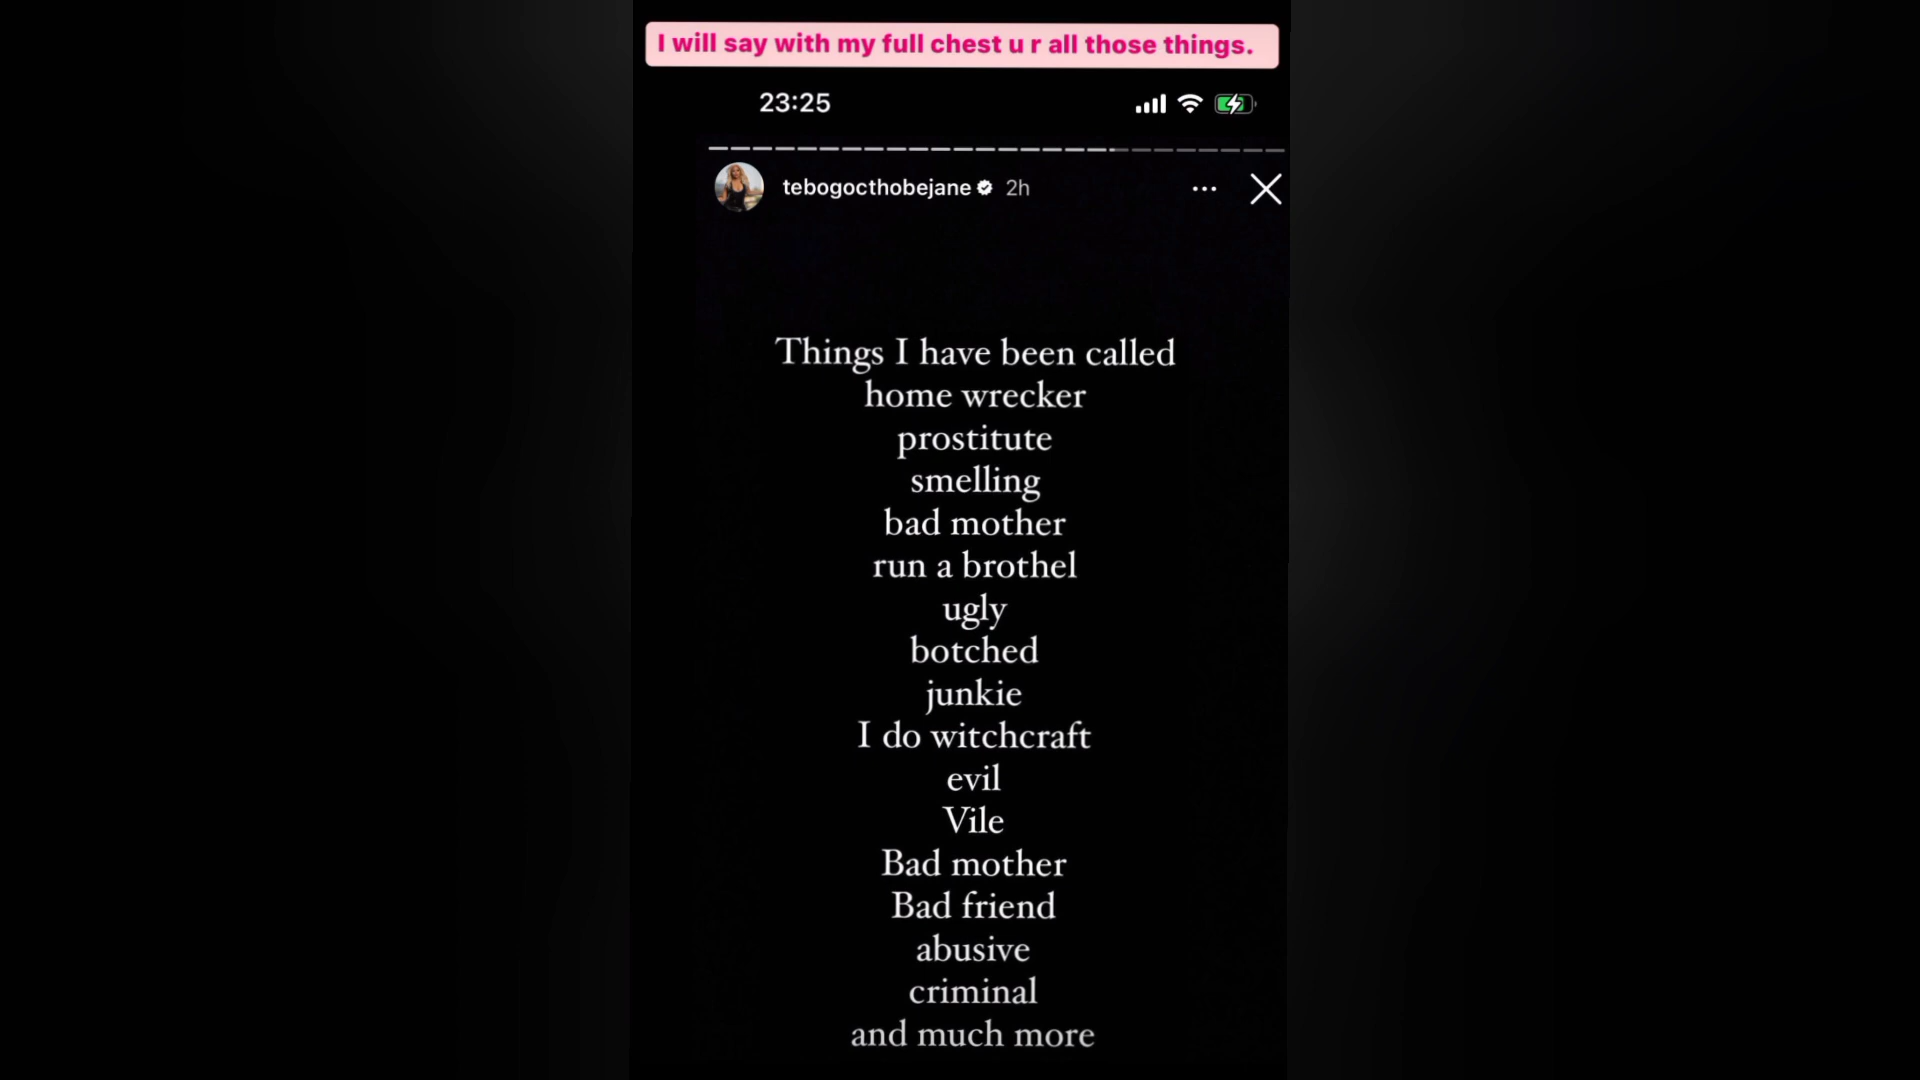 I will say with my full chest u r all those things.
23:25
tebogocthobejane 2h
Things I have been called
home wrecker
prostitute
smelling
bad mother
run a brothel
ugly
botched
junkie
I do witchcraft
evil
Vile
Bad mother
Bad friend
abusive
criminal
and much more